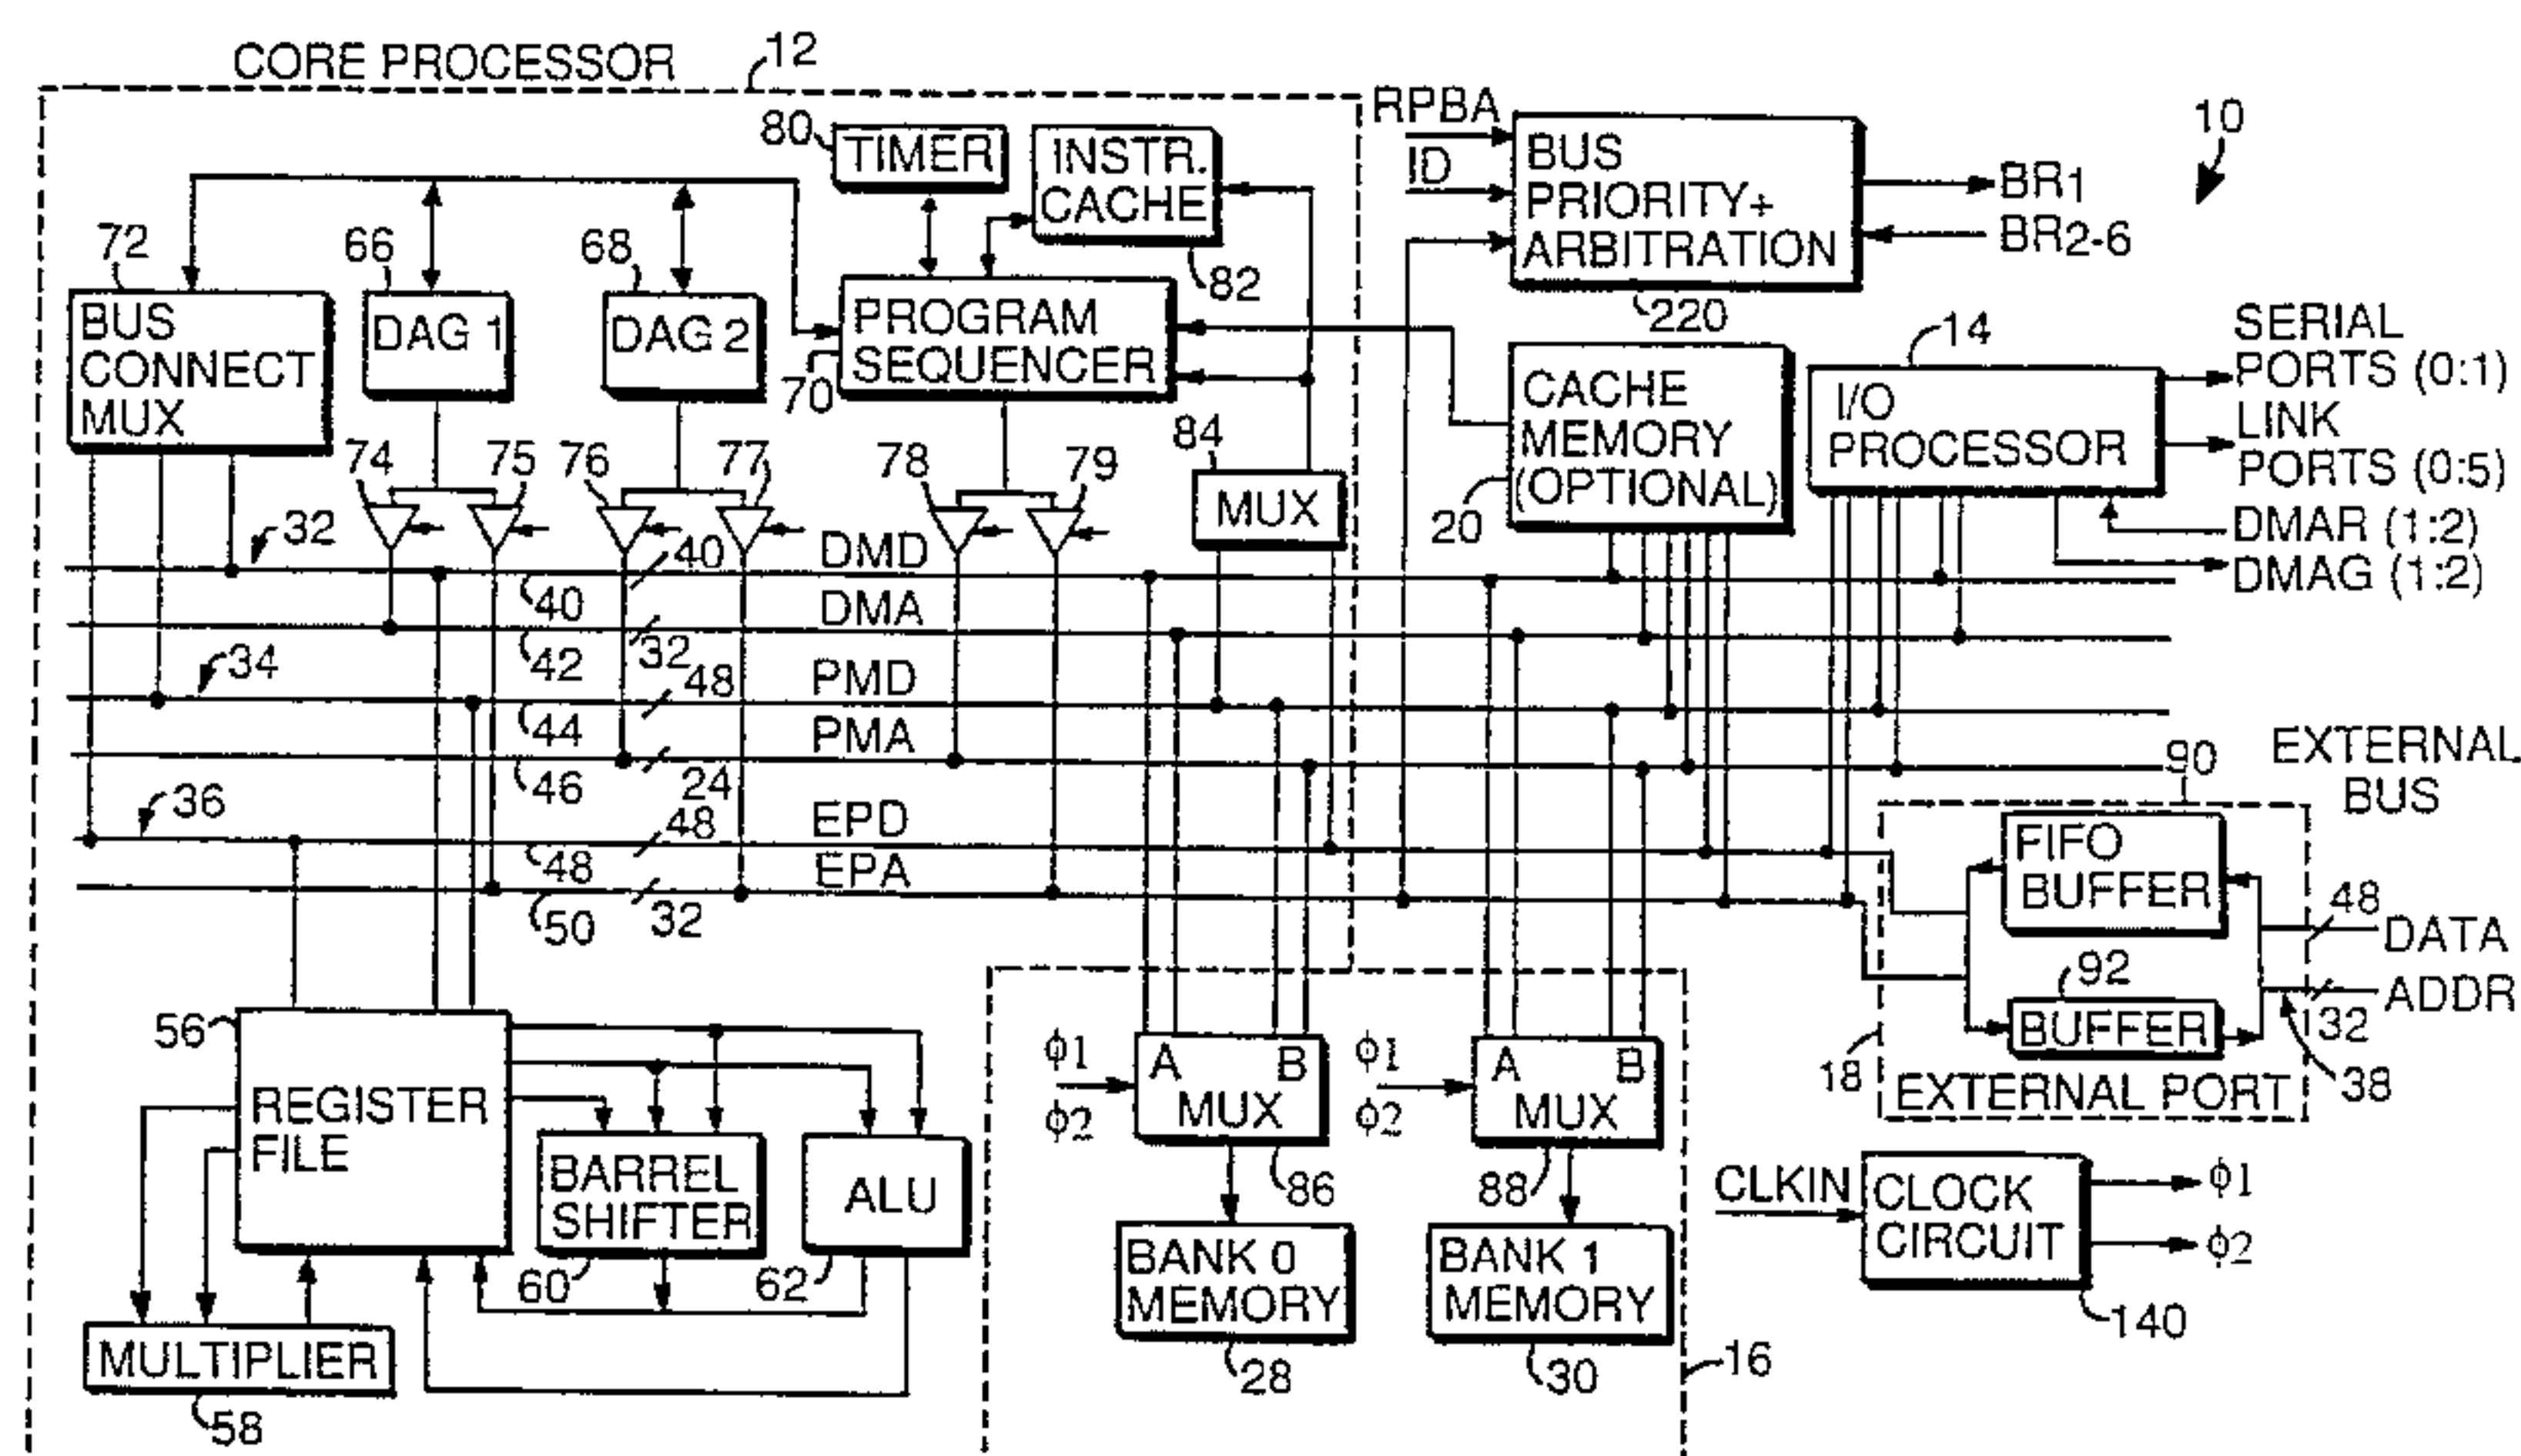 CORE PROCESSOR
12
RPBA
ID
BUS
PRIORITY+
ARBITRATION
220
BR1
BR2-6
10
80
TIMER
INSTR.
CACHE
82
72
BUS
CONNECT
MUX
66
DAG 1
68
DAG 2
70
PROGRAM
SEQUENCER
84
MUX
20
CACHE
MEMORY
(OPTIONAL)
14
I/O
PROCESSOR
SERIAL
PORTS (0:1)
LINK
PORTS (0:5)
DMAR (1:2)
DMAG (1:2)
74
75
76
77
78
79
32
40
DMD
40
DMA
42
32
34
48
PMD
44
PMA
46
24
36
48
EPD
48
EPA
50
32
90
EXTERNAL
BUS
FIFO
BUFFER
48
DATA
92
BUFFER
ADDR
32
38
18
EXTERNAL PORT
56
REGISTER
FILE
BARREL
SHIFTER
60
ALU
62
MULTIPLIER
58
ϕ1
ϕ2
A B
MUX
86
ϕ1
ϕ2
A B
MUX
88
BANK 0
MEMORY
28
BANK 1
MEMORY
30
16
CLKIN
CLOCK
CIRCUIT
140
ϕ1
ϕ2